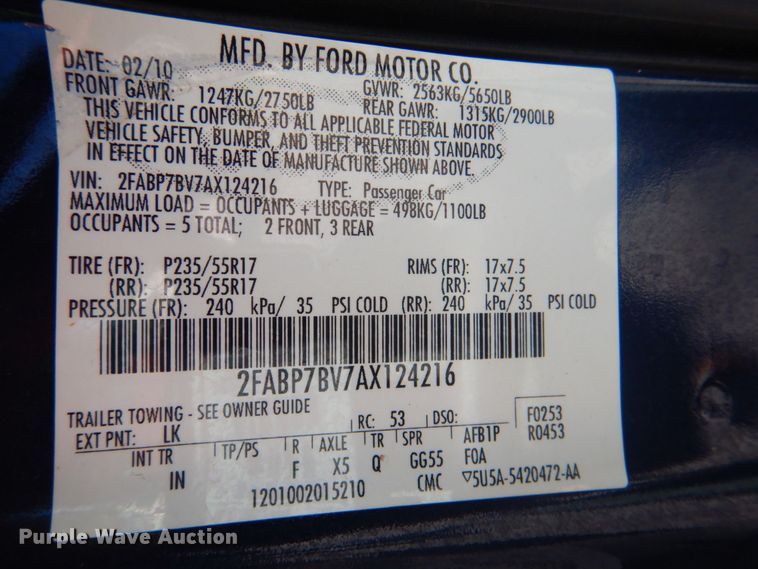 MFD. BY FORD MOTOR CO.
DATE: 02/10 GVWR: 2563KG/5650LB
FRONT GAWR: 1247KG/2750LB REAR GAWR: 1315KG/2900LB
THIS VEHICLE CONFORMS TO ALL APPLICABLE FEDERAL MOTOR
VEHICLE SAFETY, BUMPER, AND THEFT PREVENTION STANDARDS
IN EFFECT ON THE DATE OF MANUFACTURE SHOWN ABOVE.
VIN: 2FABP7BV7AX124216 TYPE: Passenger Car
MAXIMUM LOAD = OCCUPANTS + LUGGAGE = 498KG/1100LB
OCCUPANTS = 5 TOTAL; 2 FRONT, 3 REAR
TIRE (FR): P235/55R17 RIMS (FR): 17x7.5
(RR): P235/55R17 (RR): 17x7.5
PRESSURE (FR): 240 kPa/ 35 PSI COLD (RR): 240 kPa/ 35 PSI COLD
2FABP7BV7AX124216
TRAILER TOWING - SEE OWNER GUIDE
EXT PNT: LK RC: 53 DSO: F0253
INT TR TP/PS R AXLE TR SPR AFB1P R0453
IN F X5 Q GG55 FOA
1201002015210 CMC ▽5U5A-5420472-AA
Purple Wave Auction